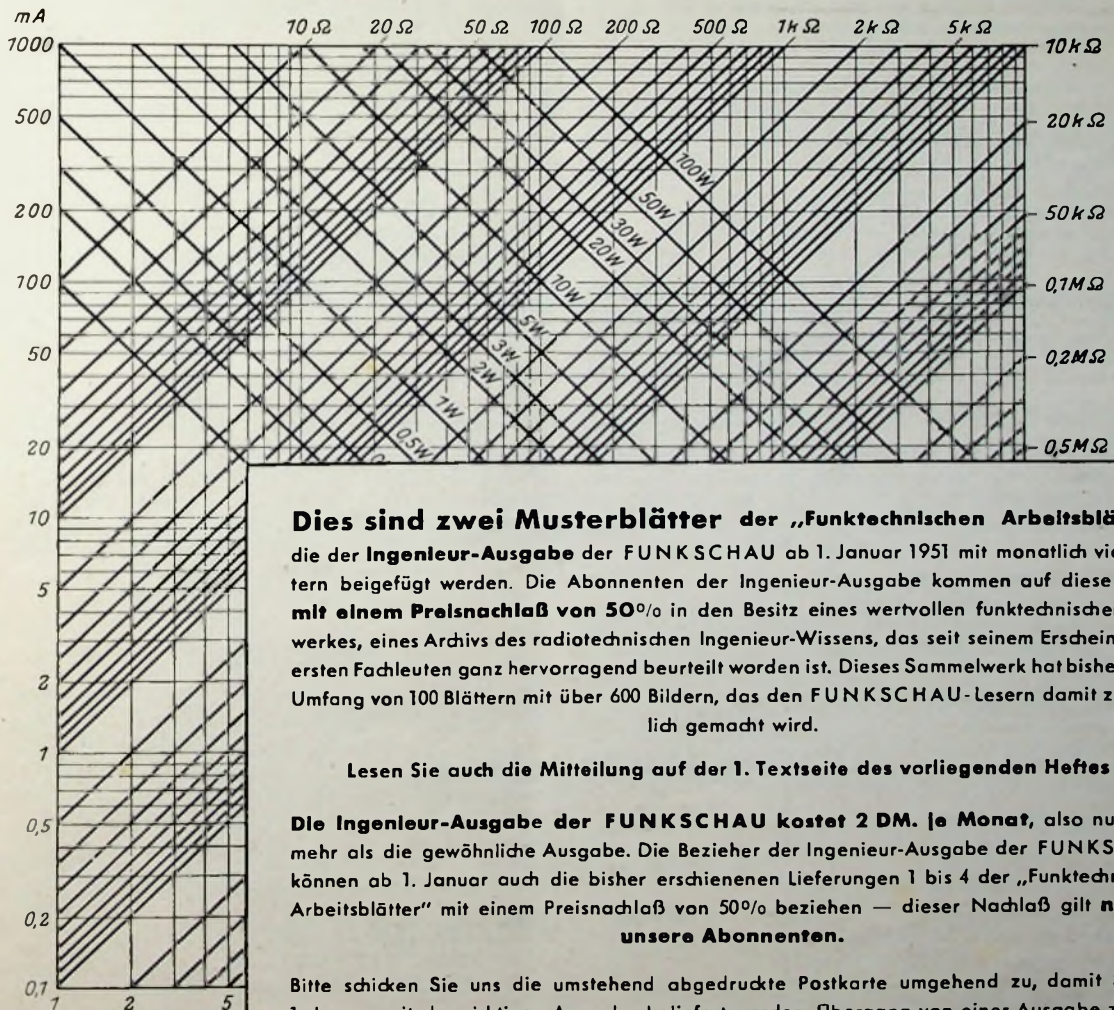 mA
10 Ω 20 Ω 50 Ω 100 Ω 200 Ω 500 Ω 1k Ω 2k Ω 5k Ω
1000
500
200
100
50
20
10
5
2
1
0,5
0,2
0,1
10k Ω
20k Ω
50k Ω
0,1M Ω
0,2M Ω
0,5M Ω
100W
50W
30W
20W
10W
5W
3W
2W
1W
0,5W
1 2 5
Dies sind zwei Musterblätter der „Funktechnischen Arbeitsblä
die der Ingenieur-Ausgabe der FUNKSCHAU ab 1. Januar 1951 mit monatlich vie
tern beigefügt werden. Die Abonnenten der Ingenieur-Ausgabe kommen auf diese
mit einem Preisnachlaß von 50% in den Besitz eines wertvollen funktechnische
werkes, eines Archivs des radiotechnischen Ingenieur-Wissens, das seit seinem Erschein
ersten Fachleuten ganz hervorragend beurteilt worden ist. Dieses Sammelwerk hat bishe
Umfang von 100 Blättern mit über 600 Bildern, das den FUNKSCHAU-Lesern damit z
lich gemacht wird.
Lesen Sie auch die Mitteilung auf der 1. Textseite des vorliegenden Heftes
Die Ingenieur-Ausgabe der FUNKSCHAU kostet 2 DM. je Monat, also nu
mehr als die gewöhnliche Ausgabe. Die Bezieher der Ingenieur-Ausgabe der FUNKS
können ab 1. Januar auch die bisher erschienenen Lieferungen 1 bis 4 der „Funktech
Arbeitsblätter" mit einem Preisnachlaß von 50% beziehen — dieser Nachlaß gilt n
unsere Abonnenten.
Bitte schicken Sie uns die umstehend abgedruckte Postkarte umgehend zu, damit